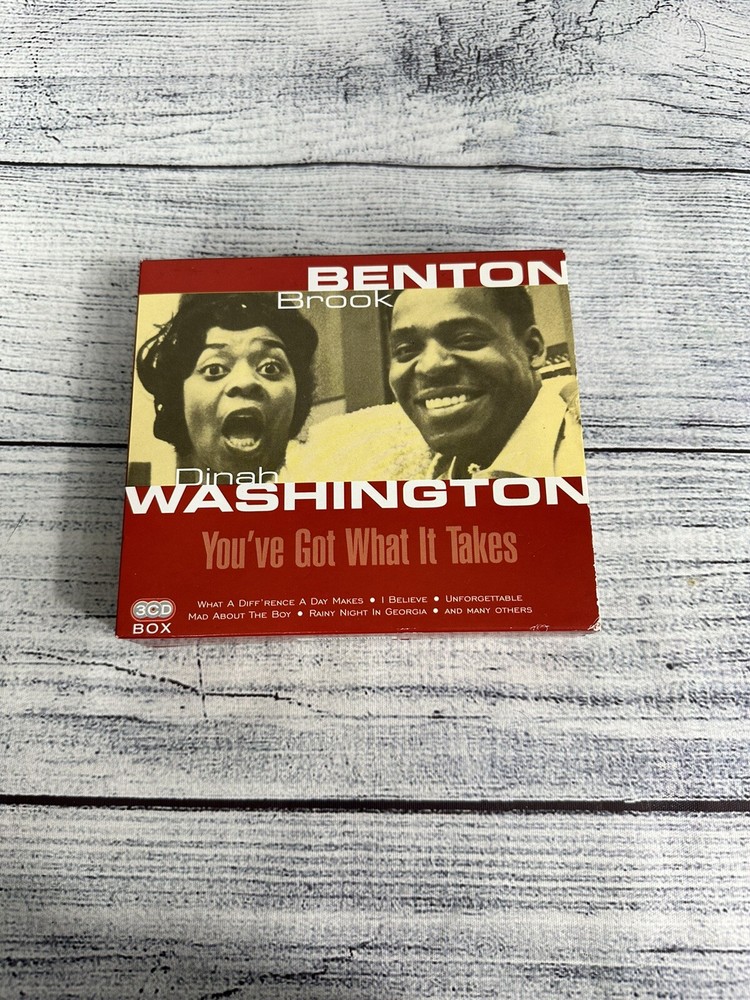 BENTON
Brook
Dinah
WASHINGTON
You've Got What It Takes
What A Diff'rence A Day Makes • I Believe • Unforgettable
Mad About The Boy • Rainy Night In Georgia • and many others
3CD
BOX